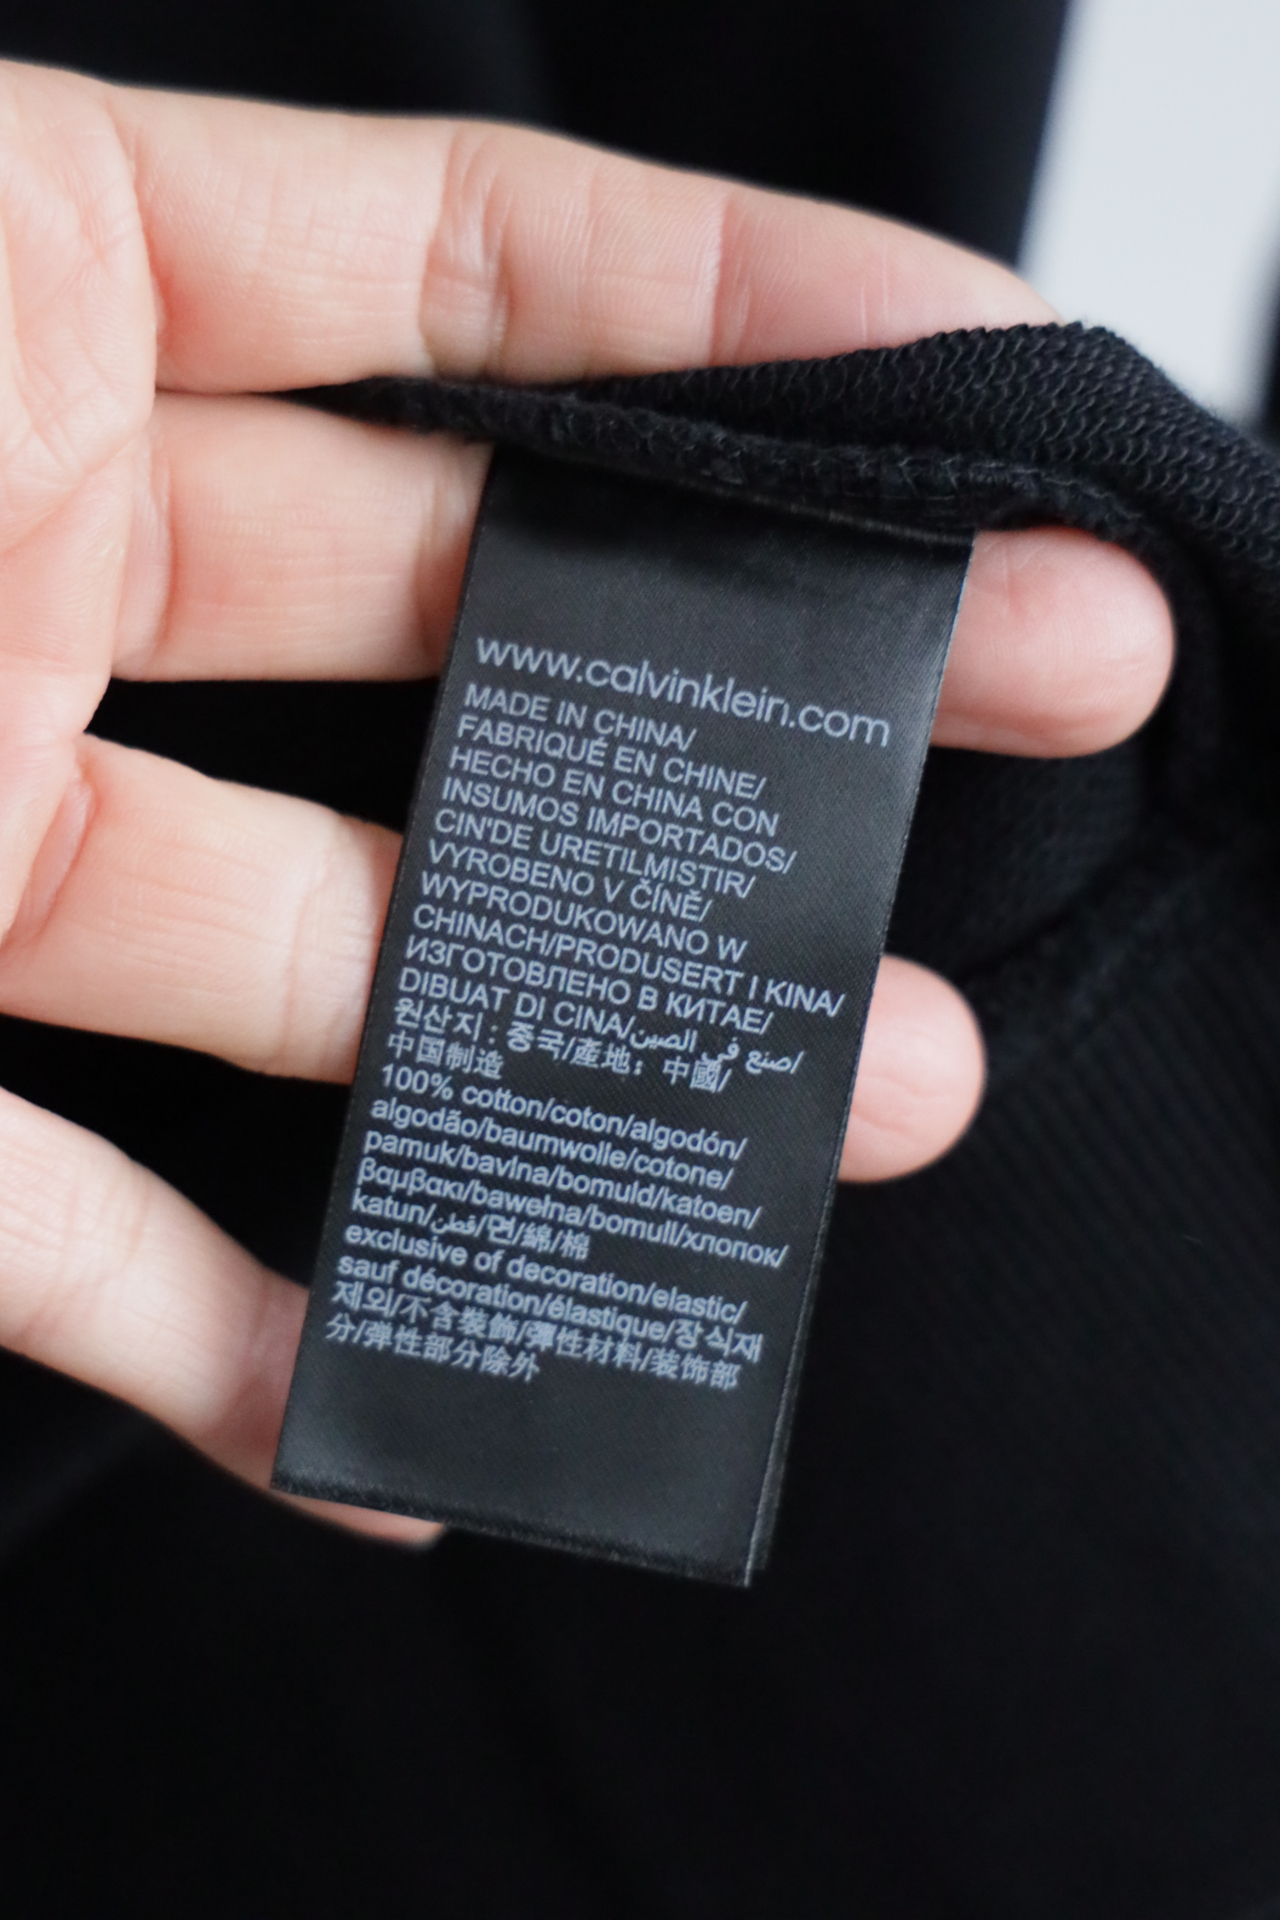 www.calvinklein.com
MADE IN CHINA/
FABRIQUÉ EN CHINE/
HECHO EN CHINA CON
INSUMOS IMPORTADOS/
CIN'DE URETILMISTIR/
VYROBENO V ČÍNĚ/
WYPRODUKOWANO W
CHINACH/PRODUSERT I KINA/
ИЗГОТОВЛЕНО В КИТАЕ/
DIBUAT DI CINA/صنع في الصين/
원산지 : 중국/產地: 中國/
中国制造
100% cotton/coton/algodón/
algodão/baumwolle/cotone/
pamuk/bavlna/bomuld/katoen/
βαμβακι/bawełna/bomull/хлопок/
katun/قطن/면/綿/棉
exclusive of decoration/elastic/
sauf décoration/élastique/장식재
제외/不含裝飾/彈性材料/装饰部
分/弹性部分除外